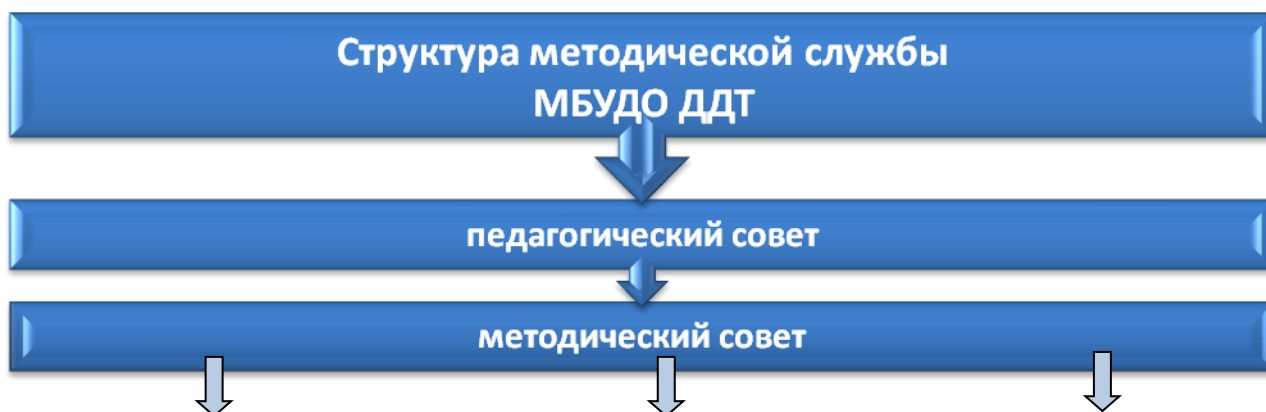 Структура методической службы
МБУДО ДДТ
педагогический совет
методический совет